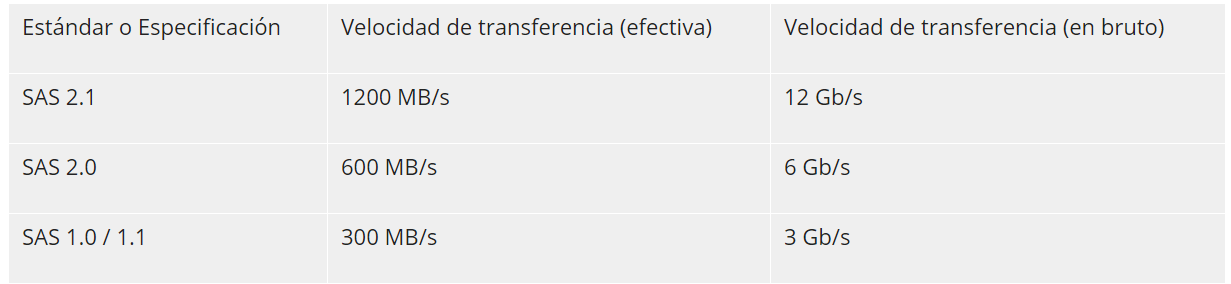 Estándar o Especificación Velocidad de transferencia (efectiva) Velocidad de transferencia (en bruto)
SAS 2.1 1200 MB/s 12 Gb/s
SAS 2.0 600 MB/s 6 Gb/s
SAS 1.0 / 1.1 300 MB/s 3 Gb/s